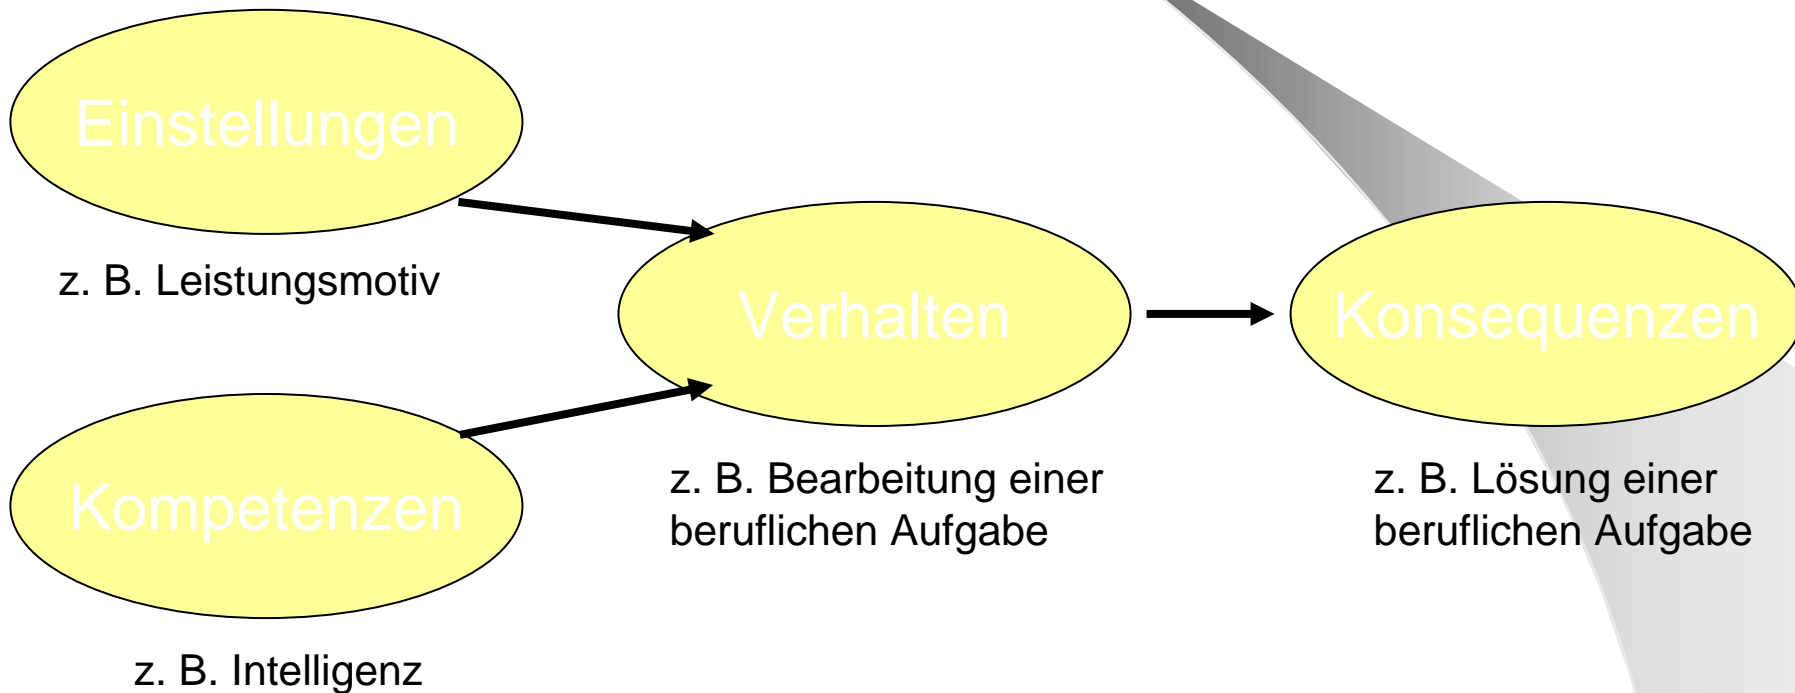 Einstellungen
z. B. Leistungsmotiv
Kompetenzen
z. B. Intelligenz
Verhalten
z. B. Bearbeitung einer
beruflichen Aufgabe
Konsequenzen
z. B. Lösung einer
beruflichen Aufgabe